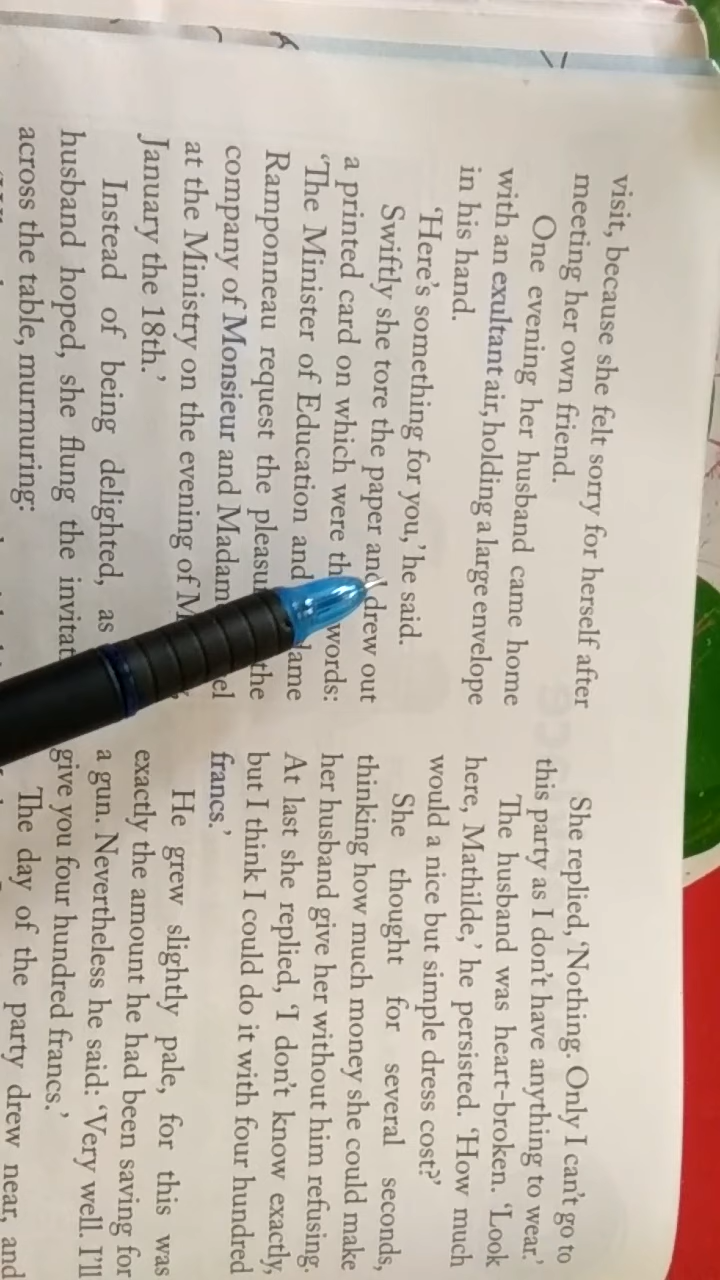 visit, because she felt sorry for herself after
meeting her own friend.
One evening her husband came home
with an exultant air, holding a large envelope
in his hand.
‘Here’s something for you,’ he said.
Swiftly she tore the paper and drew out
a printed card on which were words:
‘The Minister of Education and
Ramponneau request the the
company of Monsieur and
at the Ministry on the evening of
January the 18th.’
Instead of being delighted, as
husband hoped, she flung the
across the table, murmuring:
She replied, ‘Nothing. Only I can’t go to
this party as I don’t have anything to wear.’
The husband was heart-broken. ‘Look
here, Mathilde,’ he persisted. ‘How much
would a nice but simple dress cost?’
She thought for several seconds,
thinking how much money she could make
her husband give her without him refusing.
At last she replied, ‘I don’t know exactly,
but I think I could do it with four hundred
francs.’
He grew slightly pale, for this was
exactly the amount he had been saving for
a gun. Nevertheless he said: ‘Very well. I’ll
give you four hundred francs.’
The day of the party drew near, and